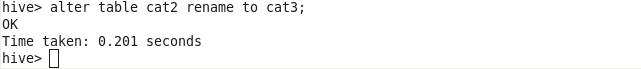 hive> alter table cat2 rename to cat3;
OK
Time taken: 0.201 seconds
hive>